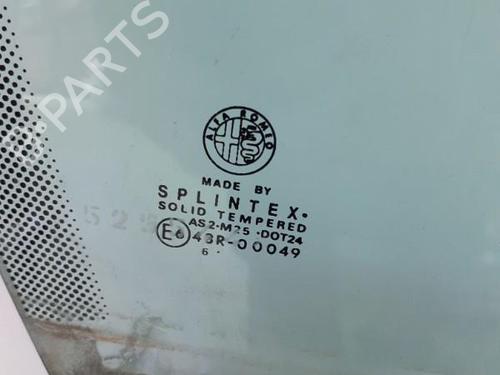 B-PARTS
ALFA ROMEO
MADE BY
SPLINTEX·
SOLID TEMPERED
AS2·M25·DOT24
E6 43R-00049
6·